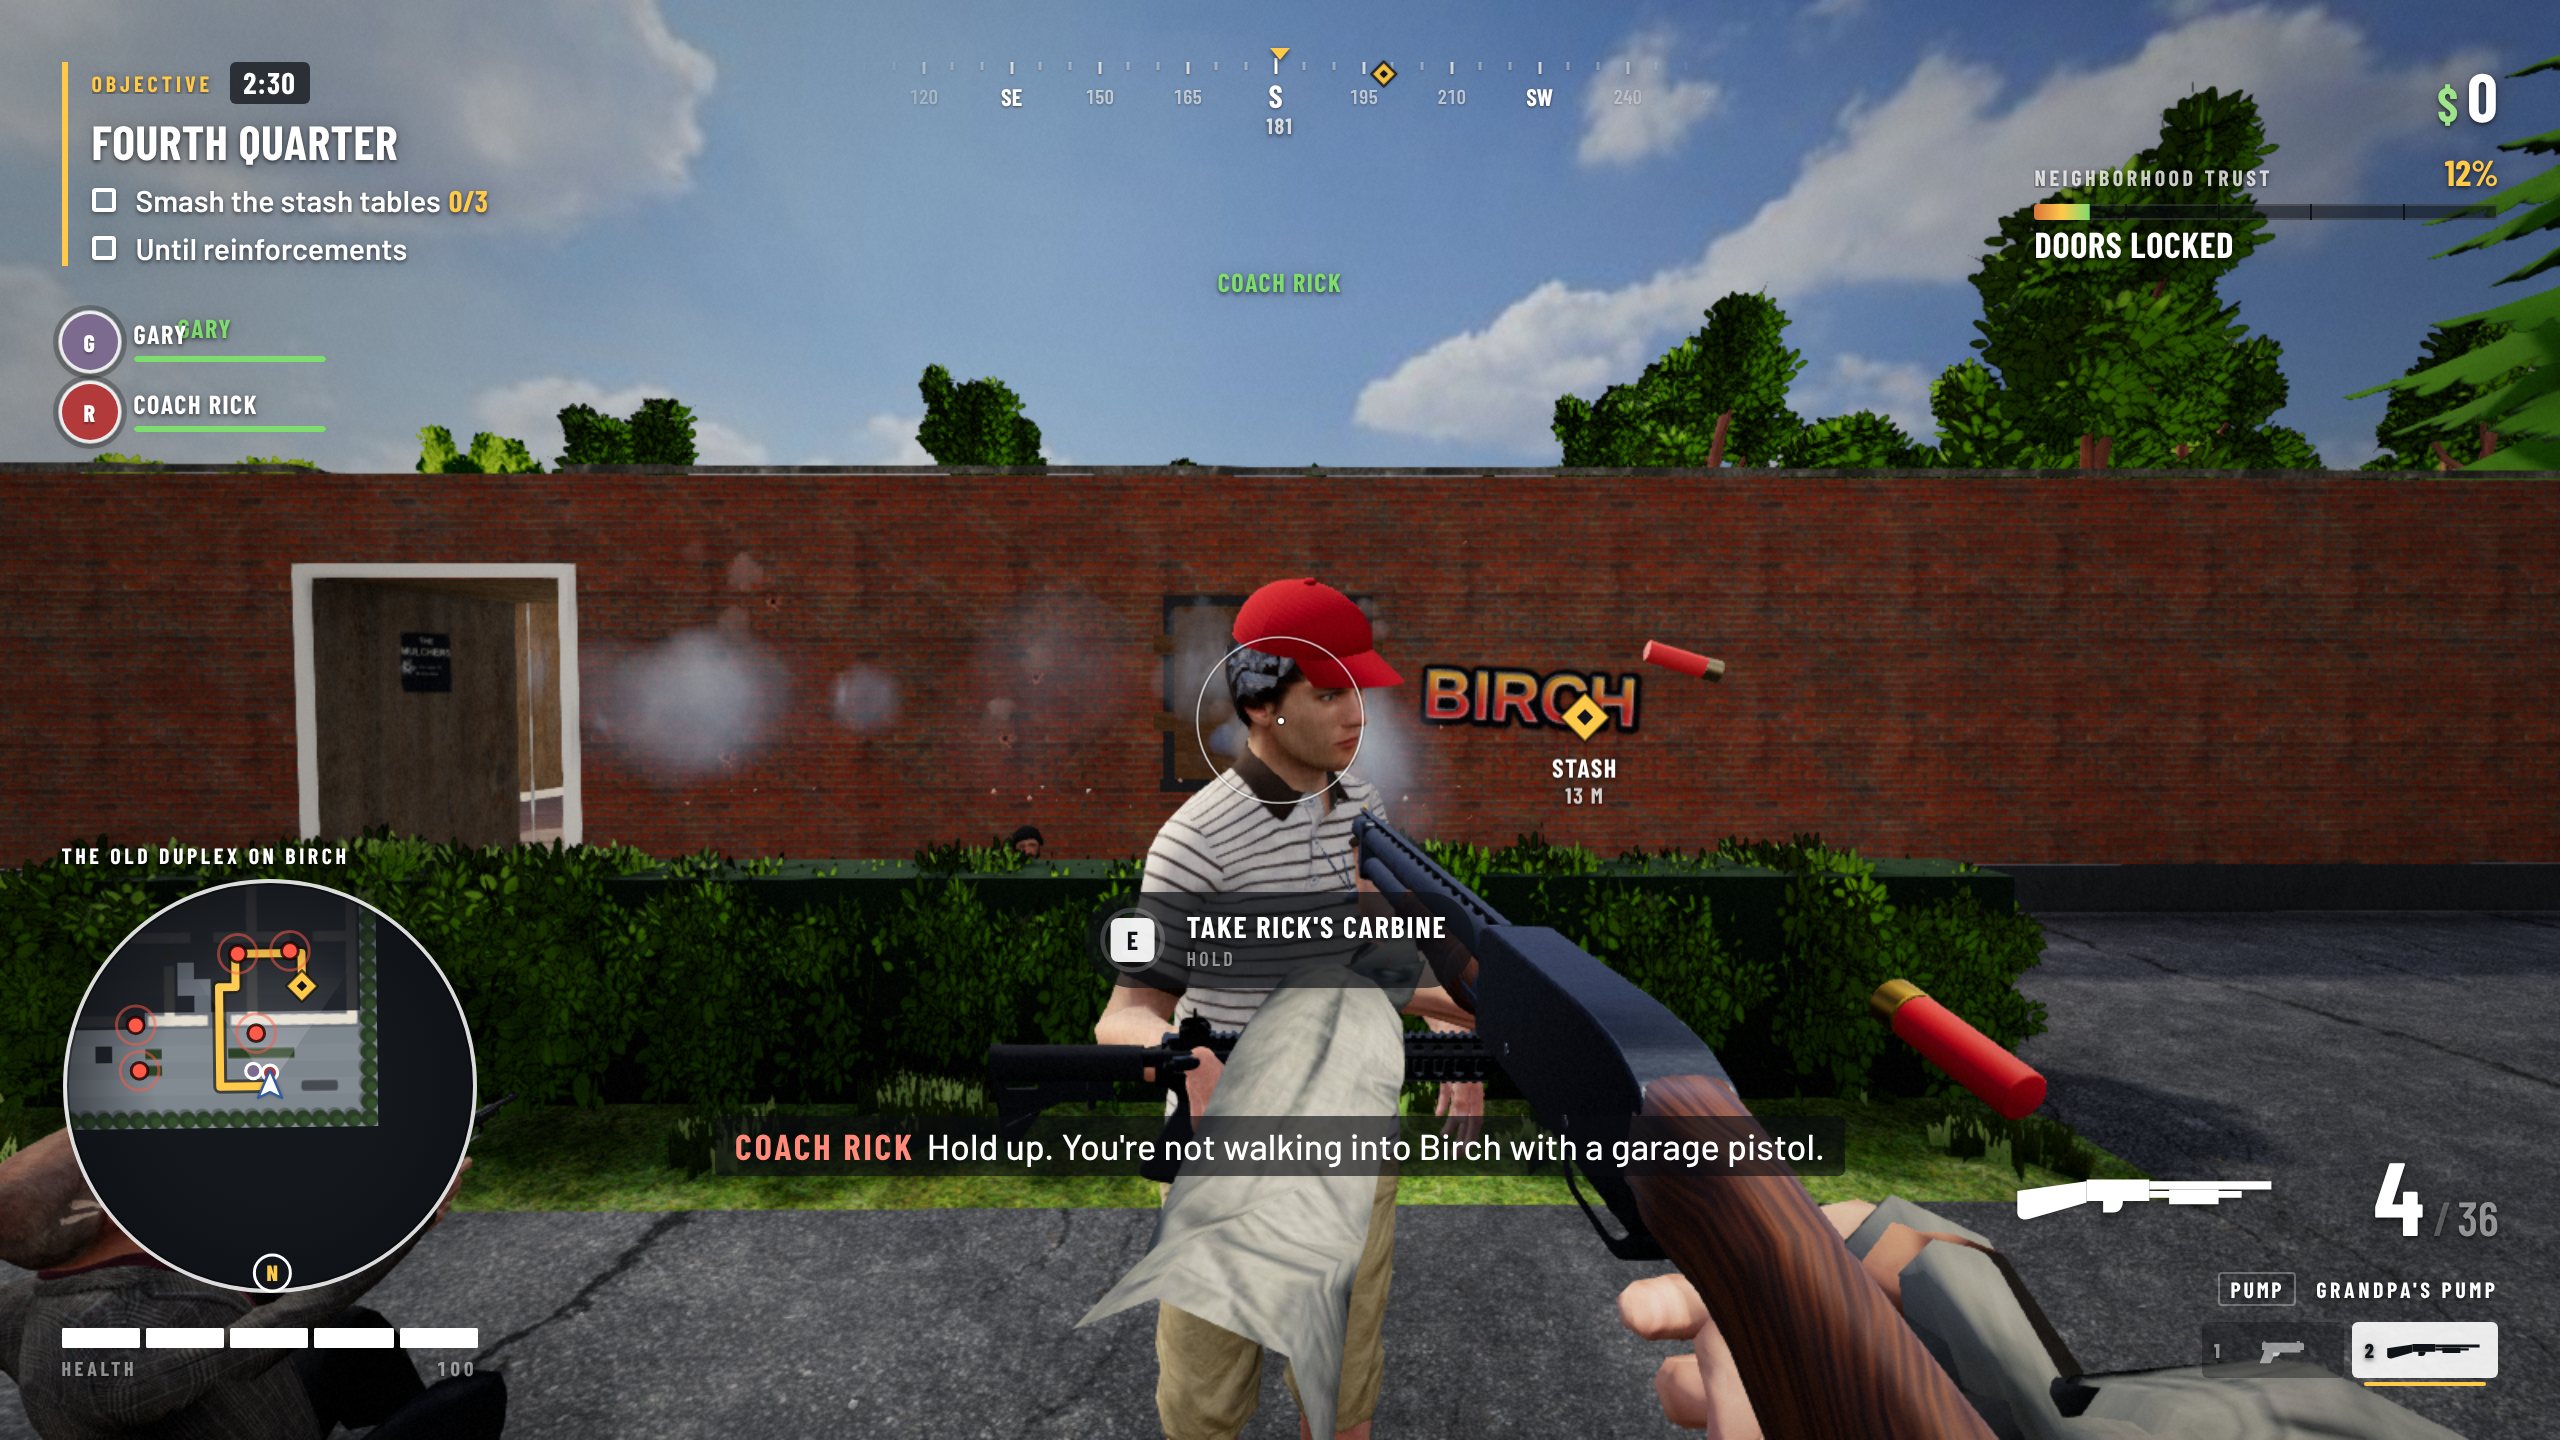 OBJECTIVE 2:30
FOURTH QUARTER
Smash the stash tables 0/3
Until reinforcements
G GARY GARY
R COACH RICK
120 SE 150 165 S 195 210 SW 240
181
COACH RICK
$0
NEIGHBORHOOD TRUST 12%
DOORS LOCKED
THE
MULCHERS
BIRCH
STASH
13 M
THE OLD DUPLEX ON BIRCH
E TAKE RICK'S CARBINE
HOLD
COACH RICK Hold up. You're not walking into Birch with a garage pistol.
N
HEALTH 100
4 / 36
PUMP GRANDPA'S PUMP
1 2